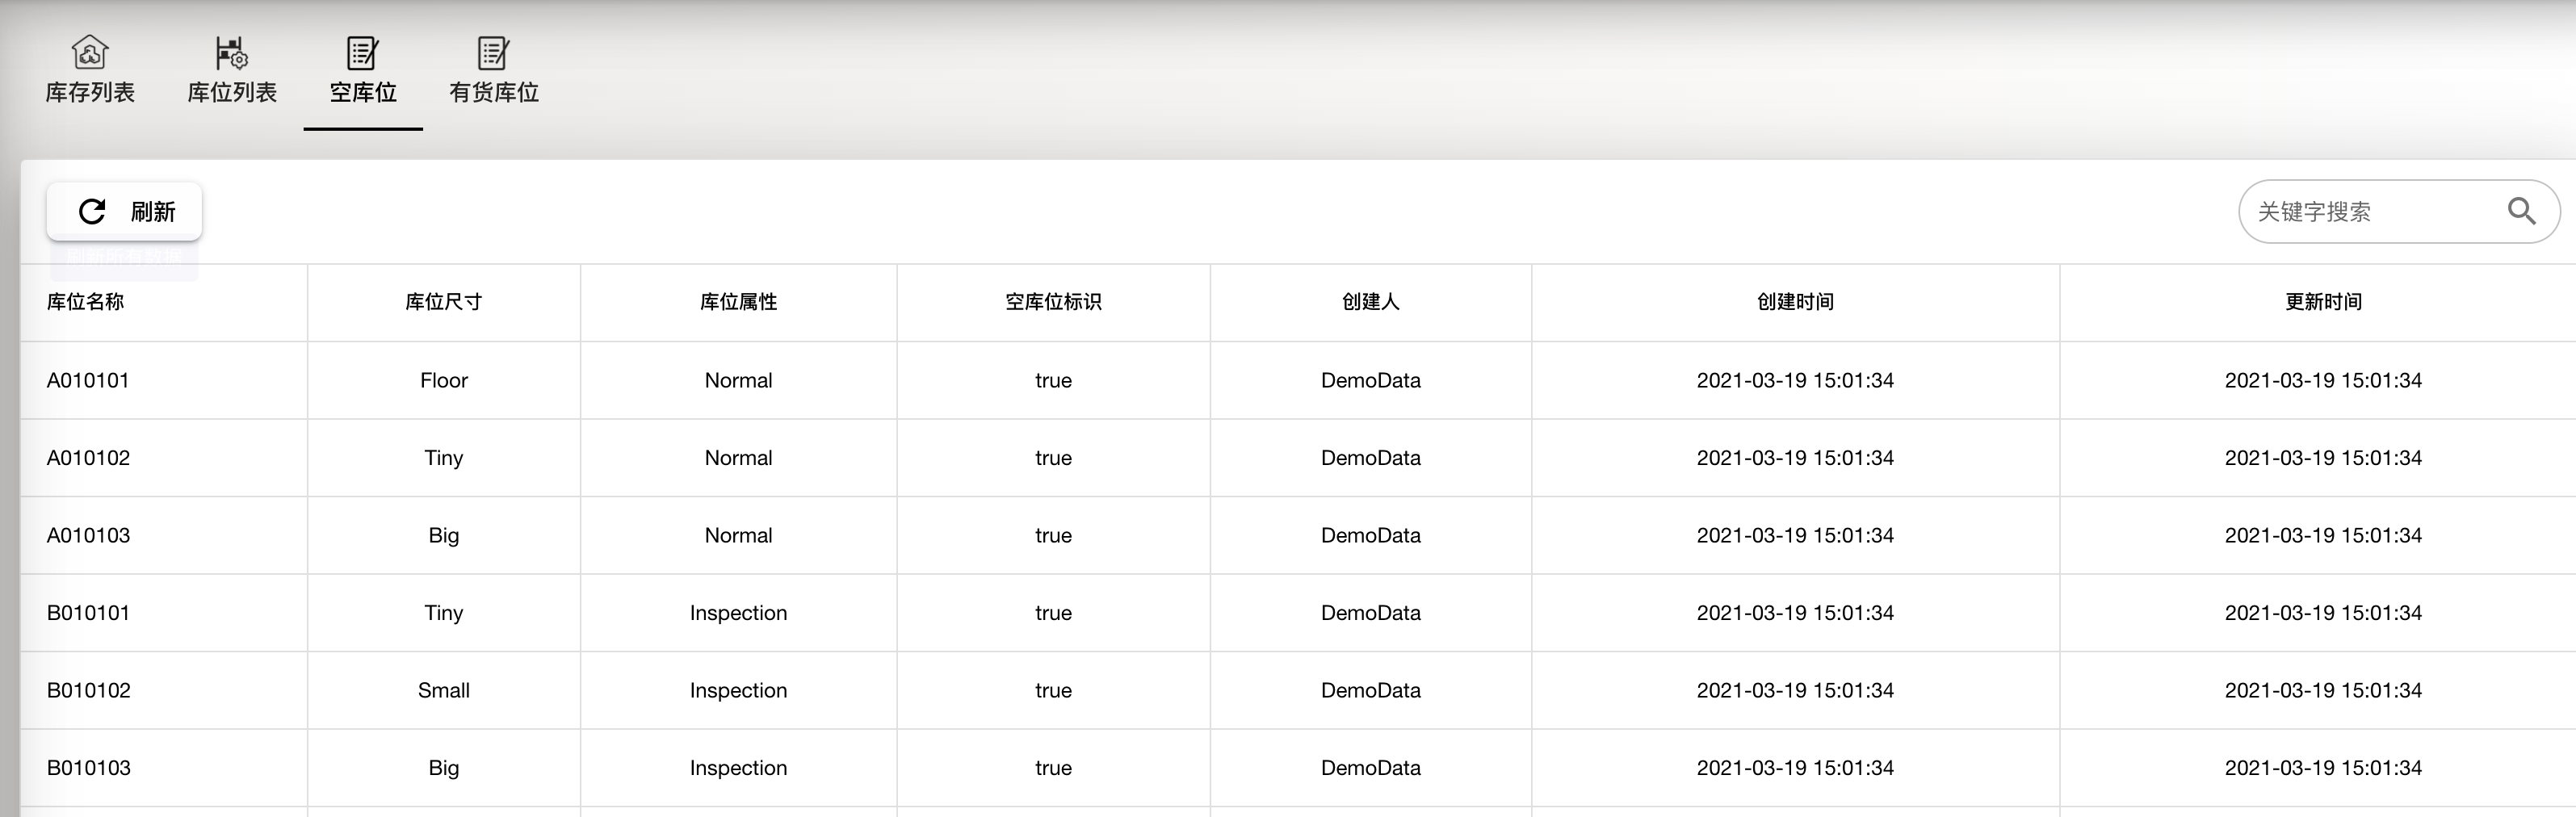 库存列表 库位列表 空库位 有货库位
刷新 关键字搜索
刷新所有数据
库位名称 库位尺寸 库位属性 空库位标识 创建人 创建时间 更新时间
A010101 Floor Normal true DemoData 2021-03-19 15:01:34 2021-03-19 15:01:34
A010102 Tiny Normal true DemoData 2021-03-19 15:01:34 2021-03-19 15:01:34
A010103 Big Normal true DemoData 2021-03-19 15:01:34 2021-03-19 15:01:34
B010101 Tiny Inspection true DemoData 2021-03-19 15:01:34 2021-03-19 15:01:34
B010102 Small Inspection true DemoData 2021-03-19 15:01:34 2021-03-19 15:01:34
B010103 Big Inspection true DemoData 2021-03-19 15:01:34 2021-03-19 15:01:34